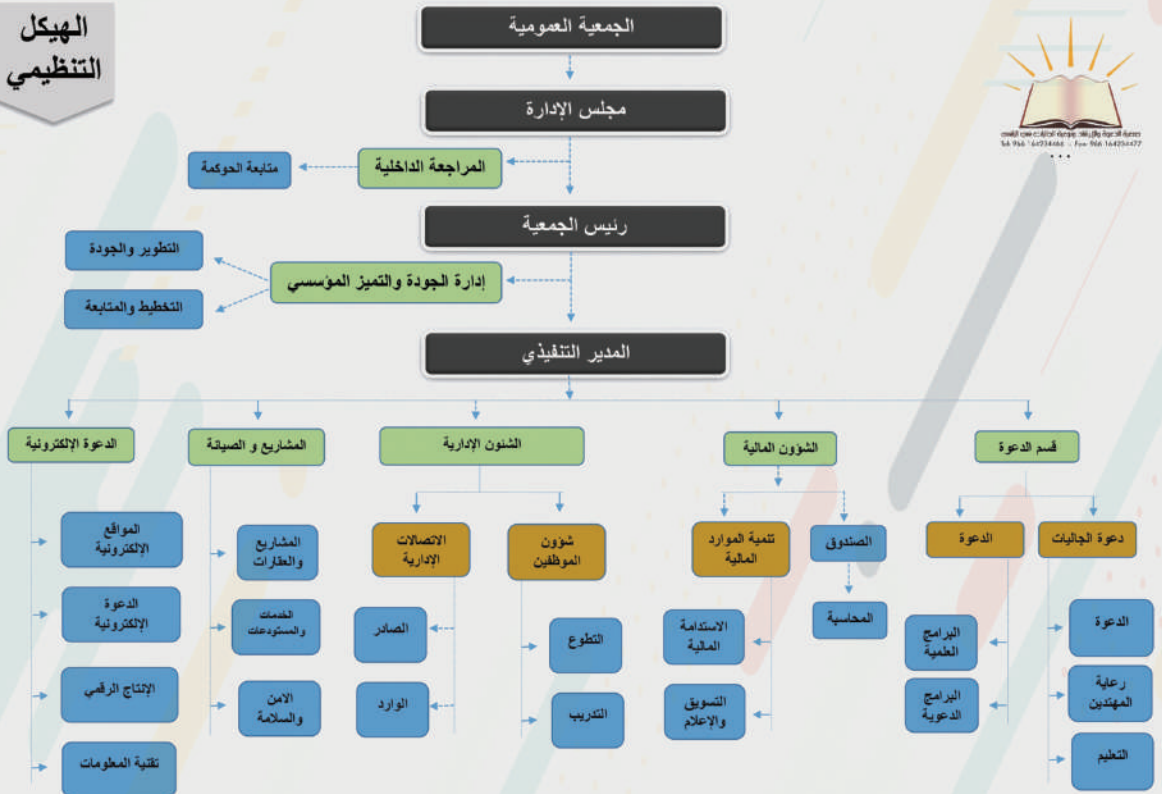 الهيكل
التنظيمي
الجمعية العمومية
مجلس الإدارة
المراجعة الداخلية
متابعة الحوكمة
رئيس الجمعية
إدارة الجودة والتميز المؤسسي
التطوير والجودة
التخطيط والمتابعة
المدير التنفيذي
قسم الدعوة
الشؤون المالية
الشئون الإدارية
المشاريع و الصيانة
الدعوة الإلكترونية
دعوة الجاليات
الدعوة
الدعوة
رعاية
المهتدين
التعليم
البرامج
العلمية
البرامج
الدعوية
الصندوق
المحاسبة
تنمية الموارد
المالية
الاستدامة
المالية
التسويق
والإعلام
شؤون
الموظفين
التطوع
التدريب
الاتصالات
الإدارية
الصادر
الوارد
المشاريع
والعقارات
الخدمات
والمستودعات
الامن
والسلامة
المواقع
الإلكترونية
الدعوة
الإلكترونية
الإنتاج الرقمي
تقنية المعلومات